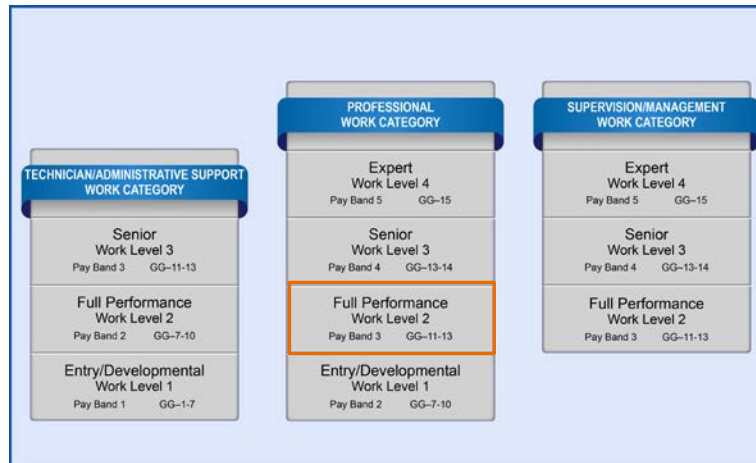 TECHNICIAN/ADMINISTRATIVE SUPPORT
WORK CATEGORY
Senior
Work Level 3
Pay Band 3 GG–11-13
Full Performance
Work Level 2
Pay Band 2 GG–7-10
Entry/Developmental
Work Level 1
Pay Band 1 GG–1-7
PROFESSIONAL
WORK CATEGORY
Expert
Work Level 4
Pay Band 5 GG–15
Senior
Work Level 3
Pay Band 4 GG–13-14
Full Performance
Work Level 2
Pay Band 3 GG–11-13
Entry/Developmental
Work Level 1
Pay Band 2 GG–7-10
SUPERVISION/MANAGEMENT
WORK CATEGORY
Expert
Work Level 4
Pay Band 5 GG–15
Senior
Work Level 3
Pay Band 4 GG–13-14
Full Performance
Work Level 2
Pay Band 3 GG–11-13